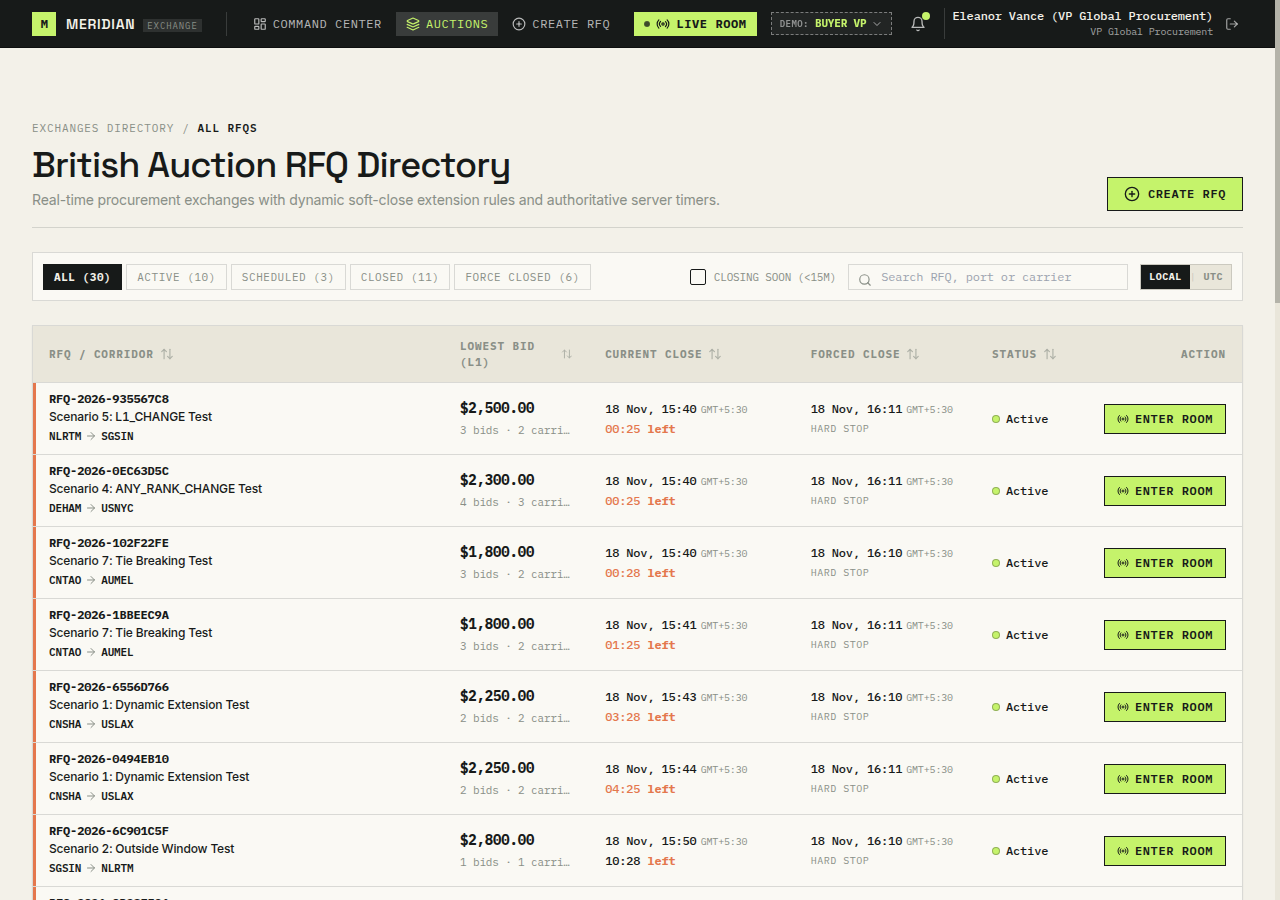 M MERIDIAN EXCHANGE COMMAND CENTER AUCTIONS CREATE RFQ LIVE ROOM DEMO: BUYER VP Eleanor Vance (VP Global Procurement)
VP Global Procurement
EXCHANGES DIRECTORY / ALL RFQS
British Auction RFQ Directory
Real-time procurement exchanges with dynamic soft-close extension rules and authoritative server timers.
CREATE RFQ
ALL (30) ACTIVE (10) SCHEDULED (3) CLOSED (11) FORCE CLOSED (6) CLOSING SOON (<15M) Search RFQ, port or carrier LOCAL UTC
RFQ / CORRIDOR LOWEST BID (L1) CURRENT CLOSE FORCED CLOSE STATUS ACTION
RFQ-2026-935567C8
Scenario 5: L1_CHANGE Test
NLRTM → SGSIN
$2,500.00
3 bids · 2 carri…
18 Nov, 15:40 GMT+5:30
00:25 left
18 Nov, 16:11 GMT+5:30
HARD STOP
Active
ENTER ROOM
RFQ-2026-0EC63D5C
Scenario 4: ANY_RANK_CHANGE Test
DEHAM → USNYC
$2,300.00
4 bids · 3 carri…
18 Nov, 15:40 GMT+5:30
00:25 left
18 Nov, 16:11 GMT+5:30
HARD STOP
Active
ENTER ROOM
RFQ-2026-102F22FE
Scenario 7: Tie Breaking Test
CNTAO → AUMEL
$1,800.00
3 bids · 2 carri…
18 Nov, 15:40 GMT+5:30
00:28 left
18 Nov, 16:10 GMT+5:30
HARD STOP
Active
ENTER ROOM
RFQ-2026-1BBEEC9A
Scenario 7: Tie Breaking Test
CNTAO → AUMEL
$1,800.00
3 bids · 2 carri…
18 Nov, 15:41 GMT+5:30
01:25 left
18 Nov, 16:11 GMT+5:30
HARD STOP
Active
ENTER ROOM
RFQ-2026-6556D766
Scenario 1: Dynamic Extension Test
CNSHA → USLAX
$2,250.00
2 bids · 2 carri…
18 Nov, 15:43 GMT+5:30
03:28 left
18 Nov, 16:10 GMT+5:30
HARD STOP
Active
ENTER ROOM
RFQ-2026-0494EB10
Scenario 1: Dynamic Extension Test
CNSHA → USLAX
$2,250.00
2 bids · 2 carri…
18 Nov, 15:44 GMT+5:30
04:25 left
18 Nov, 16:11 GMT+5:30
HARD STOP
Active
ENTER ROOM
RFQ-2026-6C901C5F
Scenario 2: Outside Window Test
SGSIN → NLRTM
$2,800.00
1 bids · 1 carri…
18 Nov, 15:50 GMT+5:30
10:28 left
18 Nov, 16:10 GMT+5:30
HARD STOP
Active
ENTER ROOM